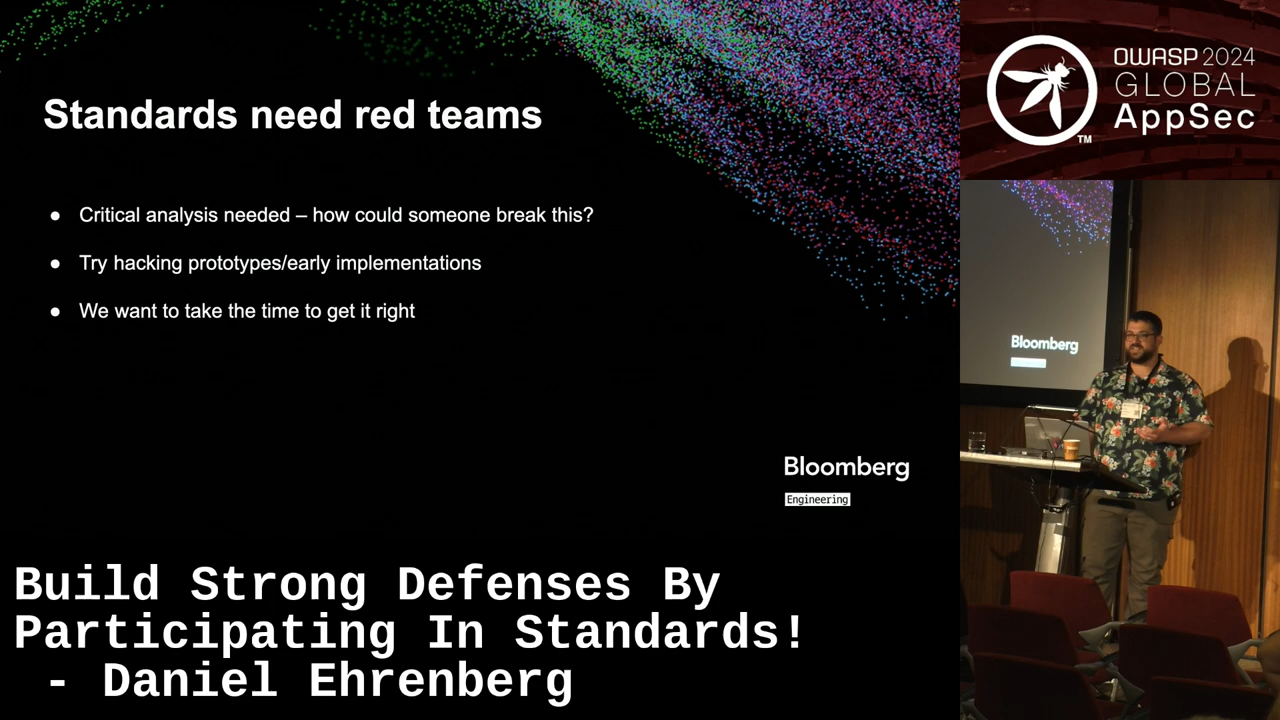 Standards need red teams
● Critical analysis needed – how could someone break this?
● Try hacking prototypes/early implementations
● We want to take the time to get it right
Bloomberg
Engineering
Build Strong Defenses By
Participating In Standards!
- Daniel Ehrenberg
OWASP 2024
GLOBAL
AppSec
TM
Bloomberg